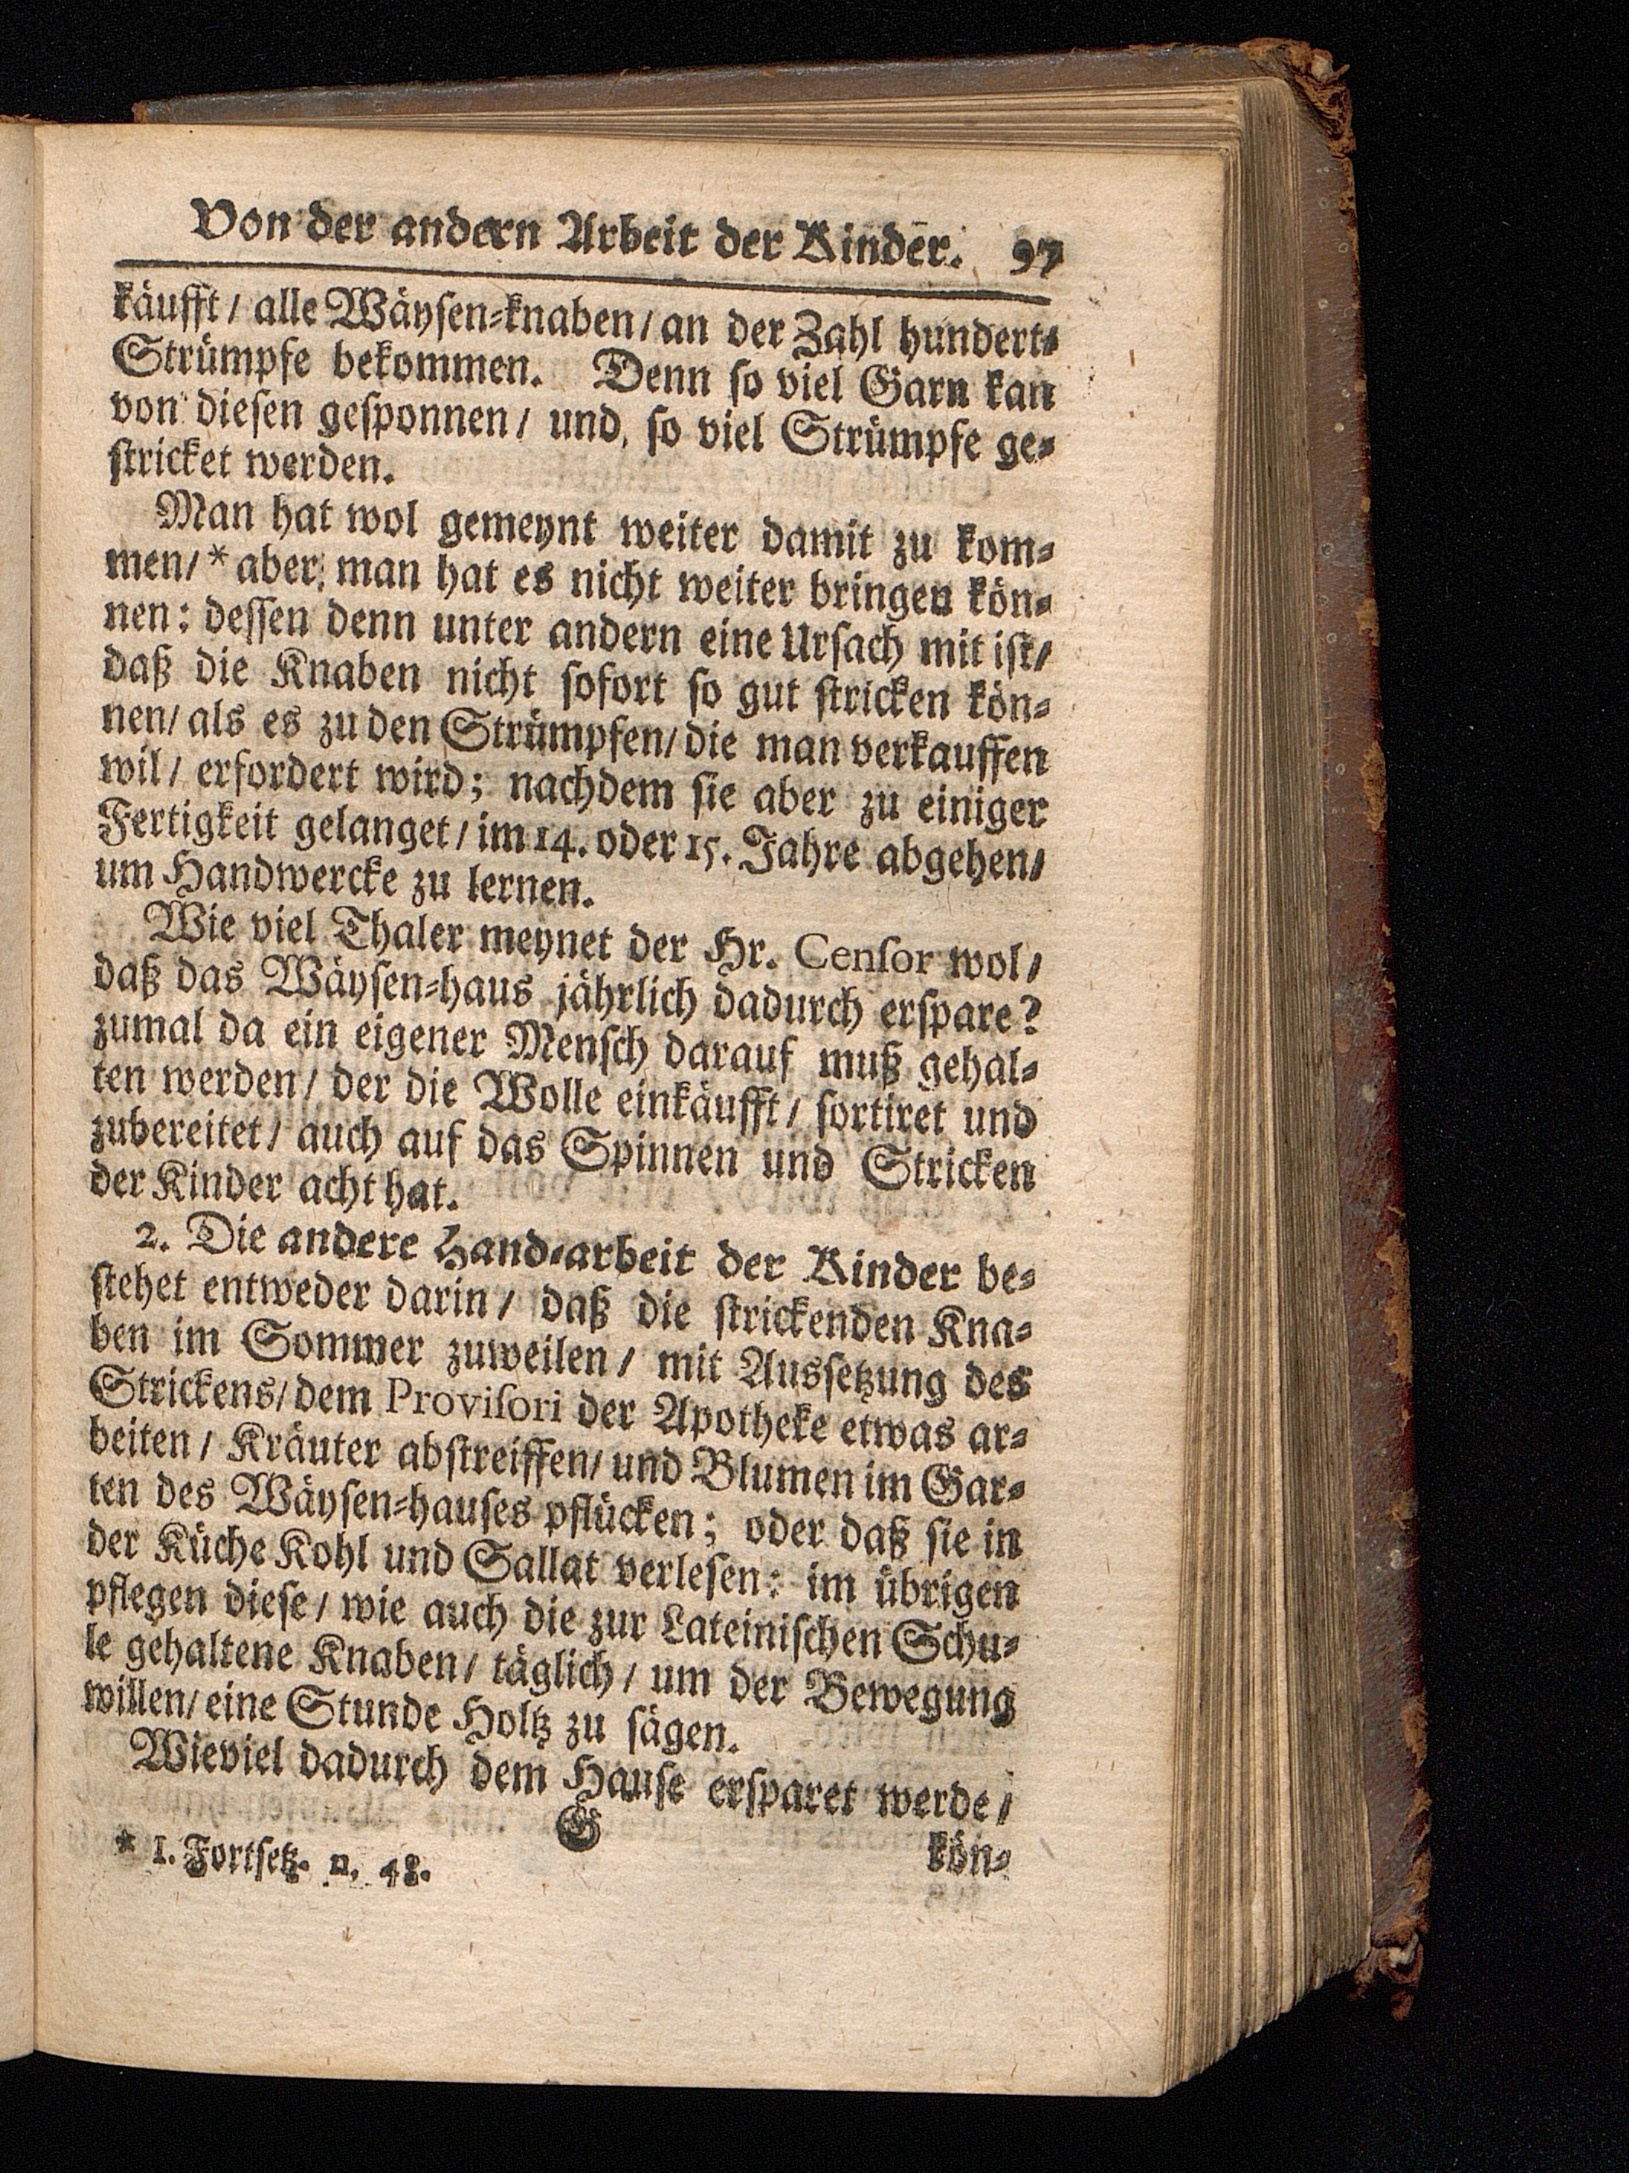 Von der andern Arbeit der Kinder. 97
käufft / alle Wäysen-knaben / an der Zahl hundert-
Strümpfe bekommen. Denn so viel Garn kan
von diesen gesponnen / und so viel Strümpfe ge-
stricket werden.
Man hat wol gemeynt weiter damit zu kom-
men / * aber man hat es nicht weiter bringen kön-
nen: dessen denn unter andern eine Ursach mit ist /
daß die Knaben nicht sofort so gut stricken kön-
nen / als es zu den Strümpfen / die man verkauffen
wil / erfordert wird; nachdem sie aber zu einiger
Fertigkeit gelanget / im 14. oder 15. Jahre abgehen /
um Handwercke zu lernen.
Wie viel Thaler meynet der Hr. Censor wol /
daß das Wäysen-haus jährlich dadurch erspare?
zumal da ein eigener Mensch darauf muß gehal-
ten werden / der die Wolle einkäufft / sortiret und
zubereitet / auch auf das Spinnen und Stricken
der Kinder acht hat.
2. Die andere Hand-arbeit der Kinder be-
stehet entweder darin / daß die strickenden Kna-
ben im Sommer zuweilen / mit Aussetzung des
Strickens / dem Provisori der Apotheke etwas ar-
beiten / Kräuter abstreiffen / und Blumen im Gar-
ten des Wäysen-hauses pflücken; oder daß sie in
der Küche Kohl und Sallat verlesen: im übrigen
pflegen diese / wie auch die zur Lateinischen Schu-
le gehaltene Knaben / täglich / um der Bewegung
willen / eine Stunde Holtz zu sägen.
Wieviel dadurch dem Hause ersparet werde /
G kön-
* 1. Fortsetz. n. 48.